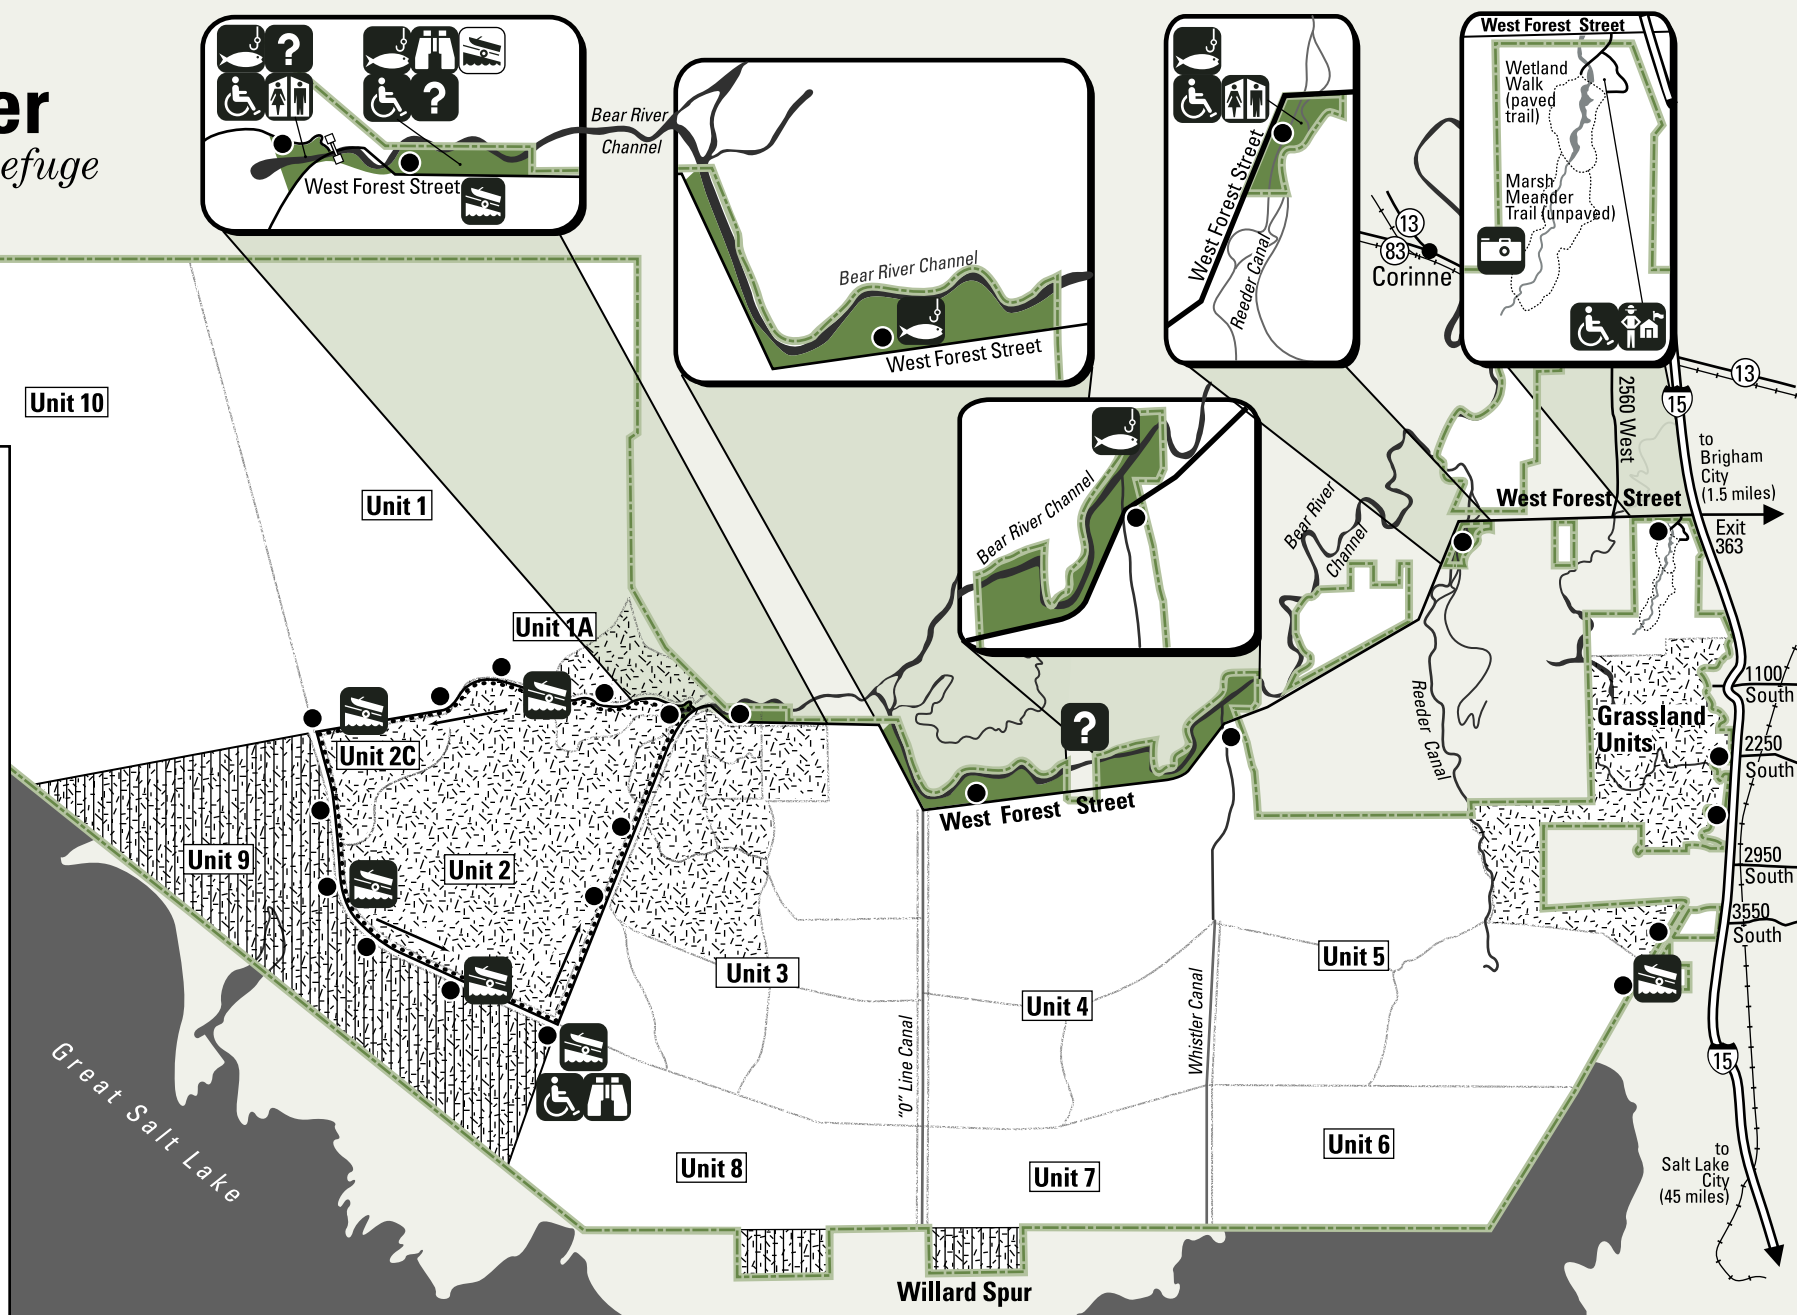 er
efuge
?
?
West Forest Street
Bear River
Channel
Bear River Channel
West Forest Street
West Forest Street
Reeder Canal
West Forest Street
Wetland
Walk
(paved
trail)
Marsh
Meander
Trail (unpaved)
13
83
Corinne
13
15
2560 West
to
Brigham
City
(1.5 miles)
West Forest Street
Exit
363
Bear River Channel
Bear River
Channel
Unit 10
Unit 1
Unit 1A
Unit 2C
Unit 9
Unit 2
?
West Forest Street
Reeder Canal
Grassland
Units
1100
South
2250
South
2950
South
3550
South
Unit 3
Unit 4
Unit 5
"O" Line Canal
Whistler Canal
15
Unit 8
Unit 7
Unit 6
to
Salt Lake
City
(45 miles)
Great Salt Lake
Willard Spur